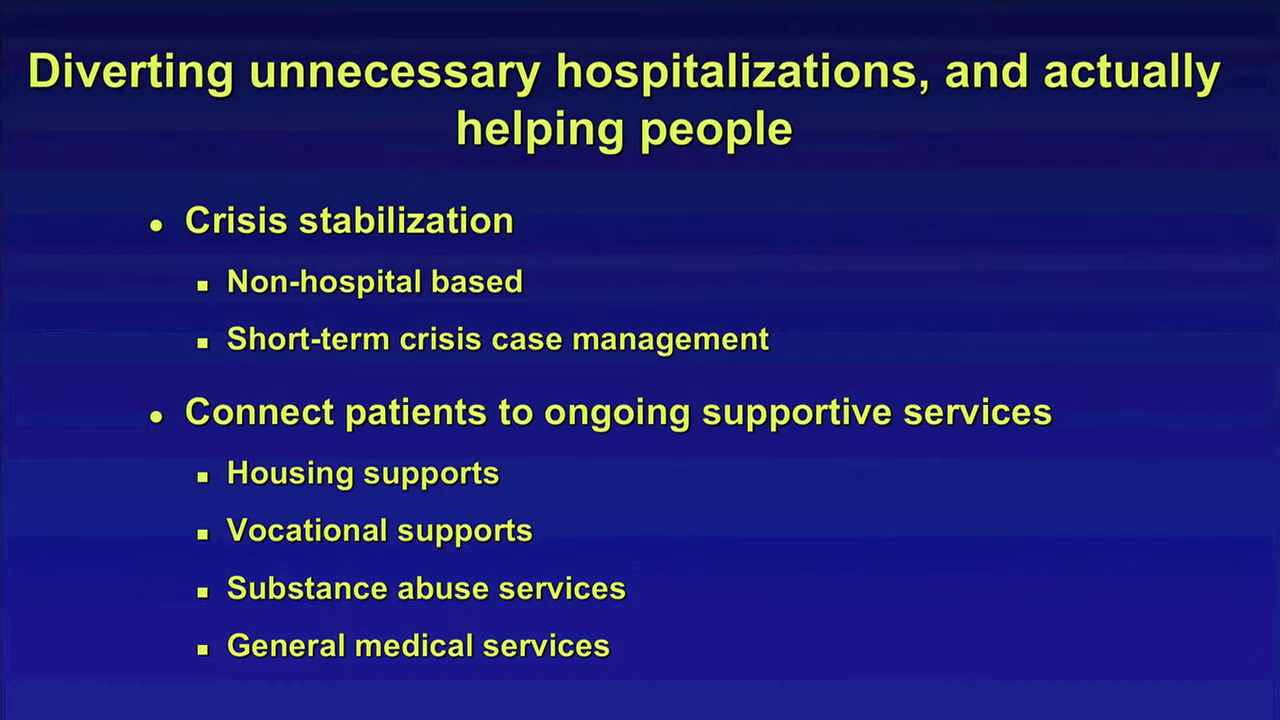 Diverting unnecessary hospitalizations, and actually
helping people
● Crisis stabilization
▪ Non-hospital based
▪ Short-term crisis case management
● Connect patients to ongoing supportive services
▪ Housing supports
▪ Vocational supports
▪ Substance abuse services
▪ General medical services